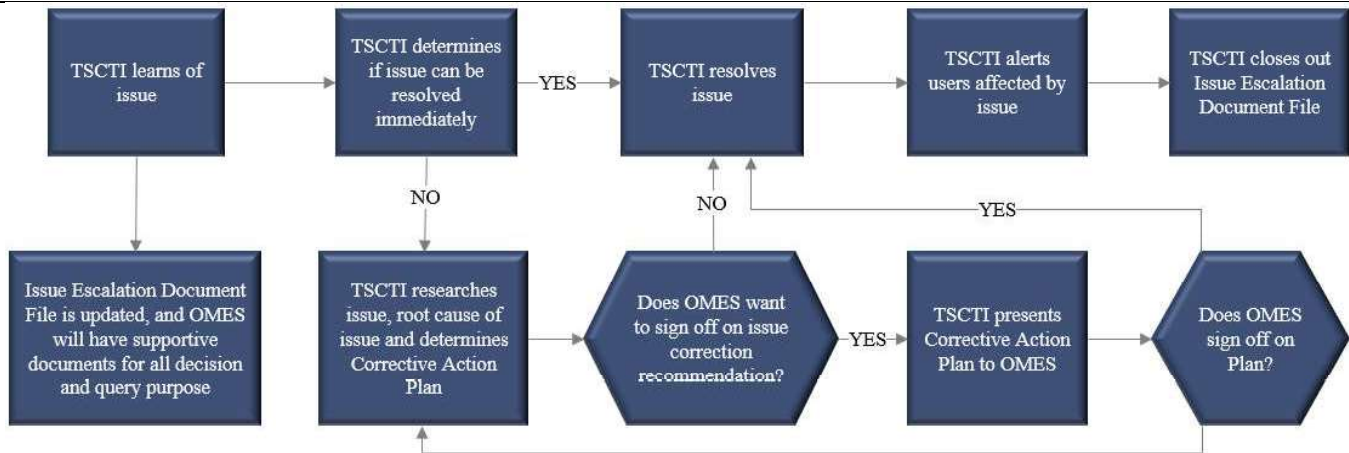 TSCTI learns of
issue
TSCTI determines
if issue can be
resolved
immediately
YES
TSCTI resolves
issue
TSCTI alerts
users affected by
issue
TSCTI closes out
Issue Escalation
Document File
NO
NO
YES
Issue Escalation Document
File is updated, and OMES
will have supportive
documents for all decision
and query purpose
TSCTI researches
issue, root cause of
issue and determines
Corrective Action
Plan
Does OMES want
to sign off on issue
correction
recommendation?
YES
TSCTI presents
Corrective Action
Plan to OMES
Does OMES
sign off on
Plan?